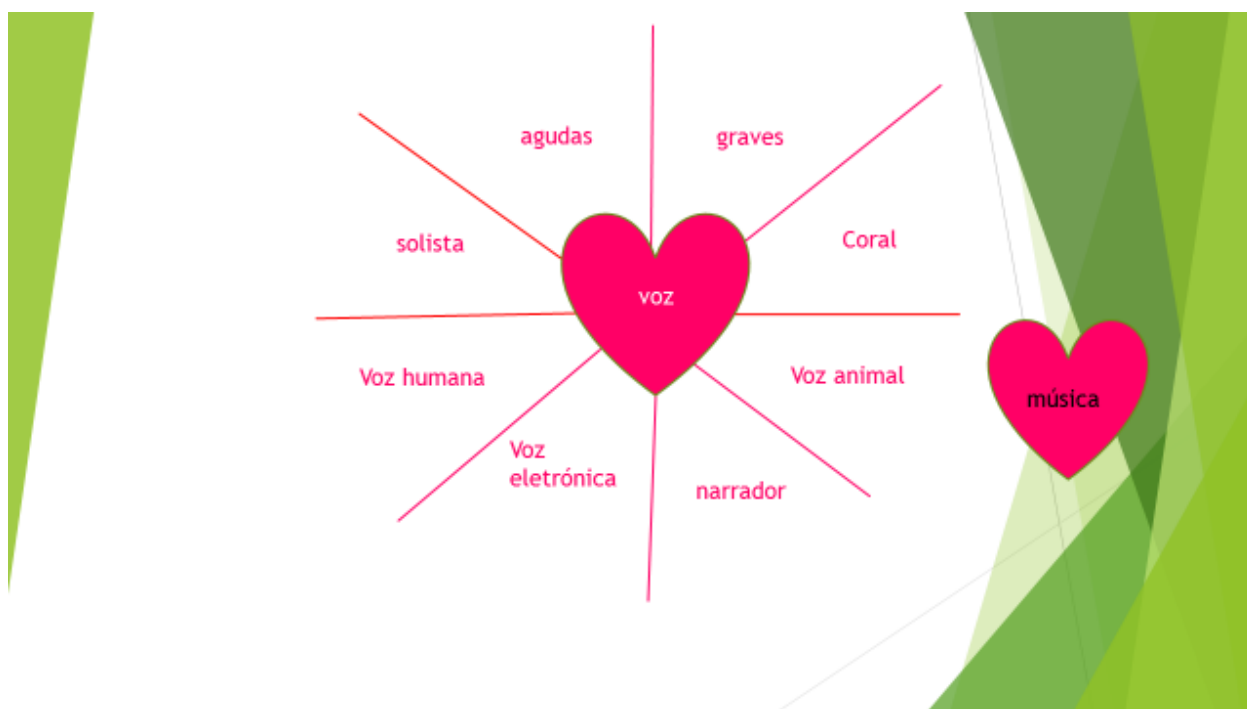 agudas
graves
solista
Coral
voz
Voz humana
Voz animal
música
Voz
eletrónica
narrador